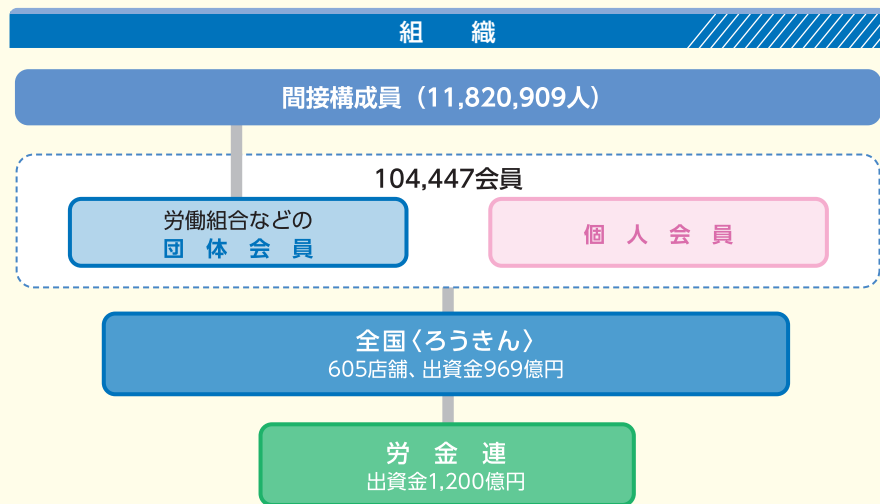 組 織
間接構成員（11,820,909人）
104,447会員
労働組合などの
団 体 会 員
個 人 会 員
全国〈ろうきん〉
605店舗、出資金969億円
労 金 連
出資金1,200億円